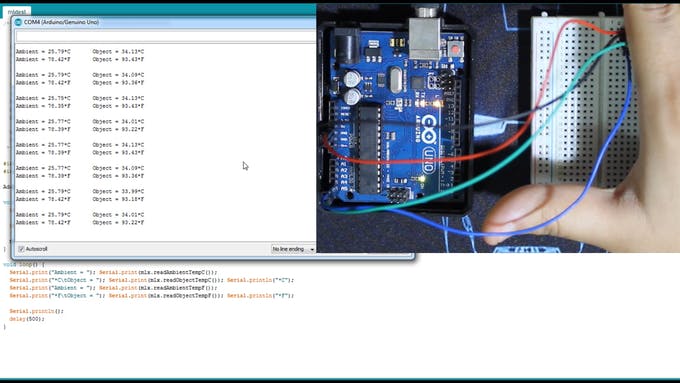 mlxtest
COM4 (Arduino/Genuino Uno)
Ambient = 25.79*C Object = 34.13*C
Ambient = 78.42*F Object = 93.43*F
Ambient = 25.79*C Object = 34.09*C
Ambient = 78.42*F Object = 93.36*F
Ambient = 25.77*C Object = 34.13*C
Ambient = 78.35*F Object = 93.43*F
Ambient = 25.77*C Object = 34.01*C
Ambient = 78.39*F Object = 93.22*F
Ambient = 25.77*C Object = 34.13*C
Ambient = 78.39*F Object = 93.43*F
Ambient = 25.77*C Object = 34.09*C
Ambient = 78.39*F Object = 93.36*F
Ambient = 25.79*C Object = 33.99*C
Ambient = 78.42*F Object = 93.18*F
Ambient = 25.79*C Object = 34.01*C
Ambient = 78.42*F Object = 93.22*F
Autoscroll
No line ending
UNO
ARDUINO
void loop() {
Serial.print("Ambient = "); Serial.print(mlx.readAmbientTempC());
Serial.print("*C\tObject = "); Serial.print(mlx.readObjectTempC()); Serial.println("*C");
Serial.print("Ambient = "); Serial.print(mlx.readAmbientTempF());
Serial.print("*F\tObject = "); Serial.print(mlx.readObjectTempF()); Serial.println("*F");
Serial.println();
delay(500);
}